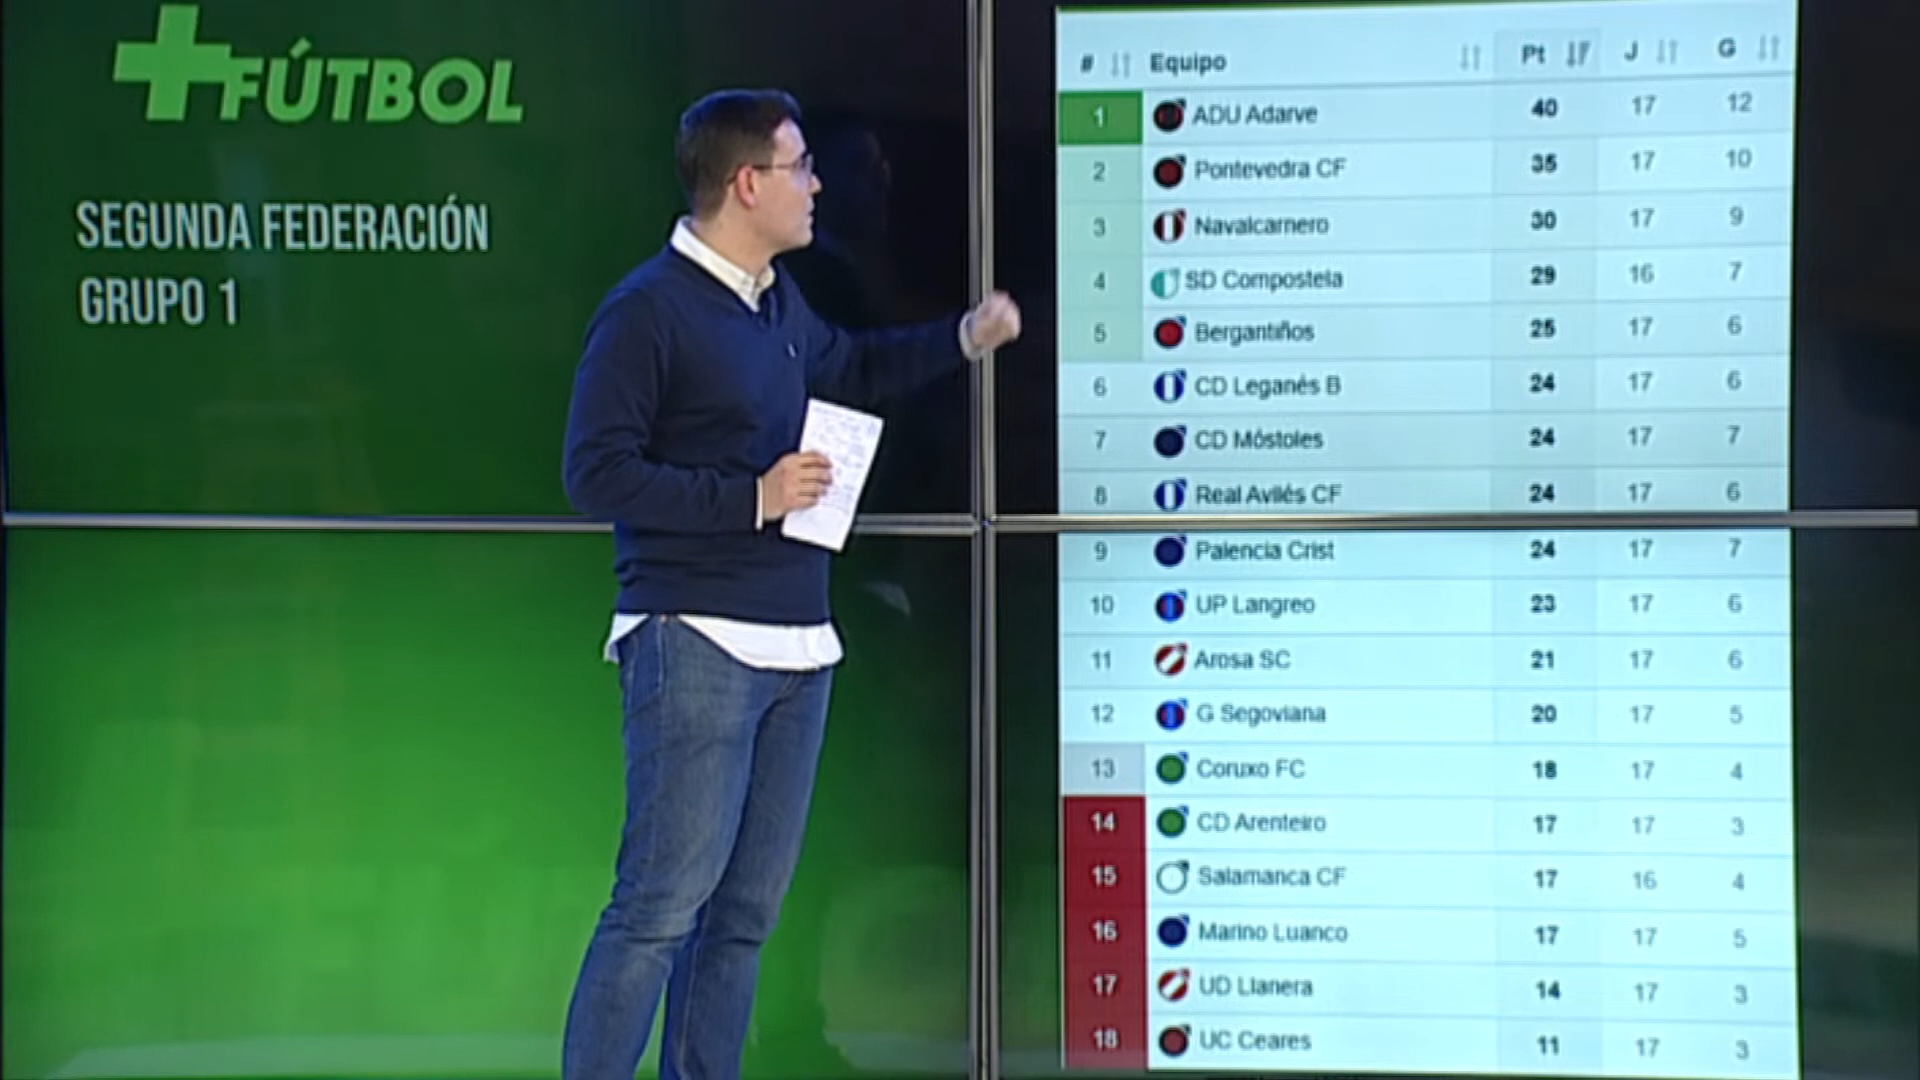 +FÚTBOL
SEGUNDA FEDERACIÓN
GRUPO 1
# Equipo Pt J G
1 ADU Adarve 40 17 12
2 Pontevedra CF 35 17 10
3 Navalcarnero 30 17 9
4 SD Compostela 29 16 7
5 Bergantiños 25 17 6
6 CD Leganés B 24 17 6
7 CD Móstoles 24 17 7
8 Real Avilés CF 24 17 6
9 Palencia Crist 24 17 7
10 UP Langreo 23 17 6
11 Arosa SC 21 17 6
12 G Segoviana 20 17 5
13 Coruxo FC 18 17 4
14 CD Arenteiro 17 17 3
15 Salamanca CF 17 16 4
16 Marino Luanco 17 17 5
17 UD Llanera 14 17 3
18 UC Ceares 11 17 3